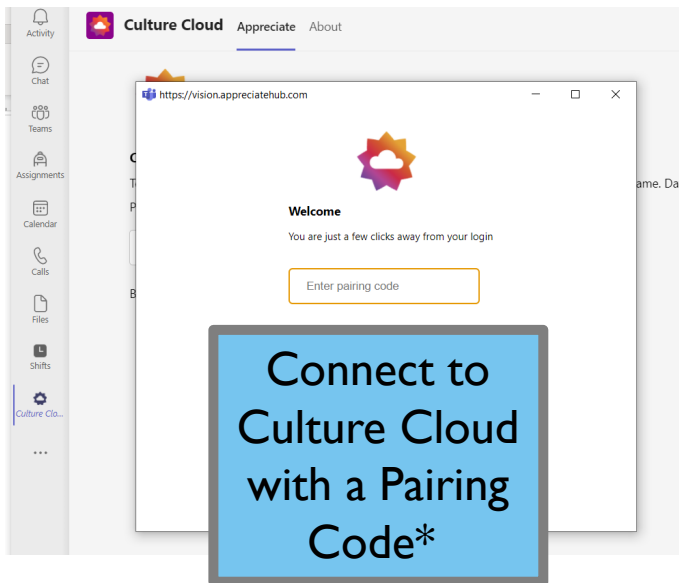 Activity
Chat
Teams
Assignments
Calendar
Calls
Files
Shifts
Culture Clo...
Culture Cloud Appreciate About
https://vision.appreciatehub.com
ame. Da
Welcome
You are just a few clicks away from your login
Enter pairing code
Connect to
Culture Cloud
with a Pairing
Code*